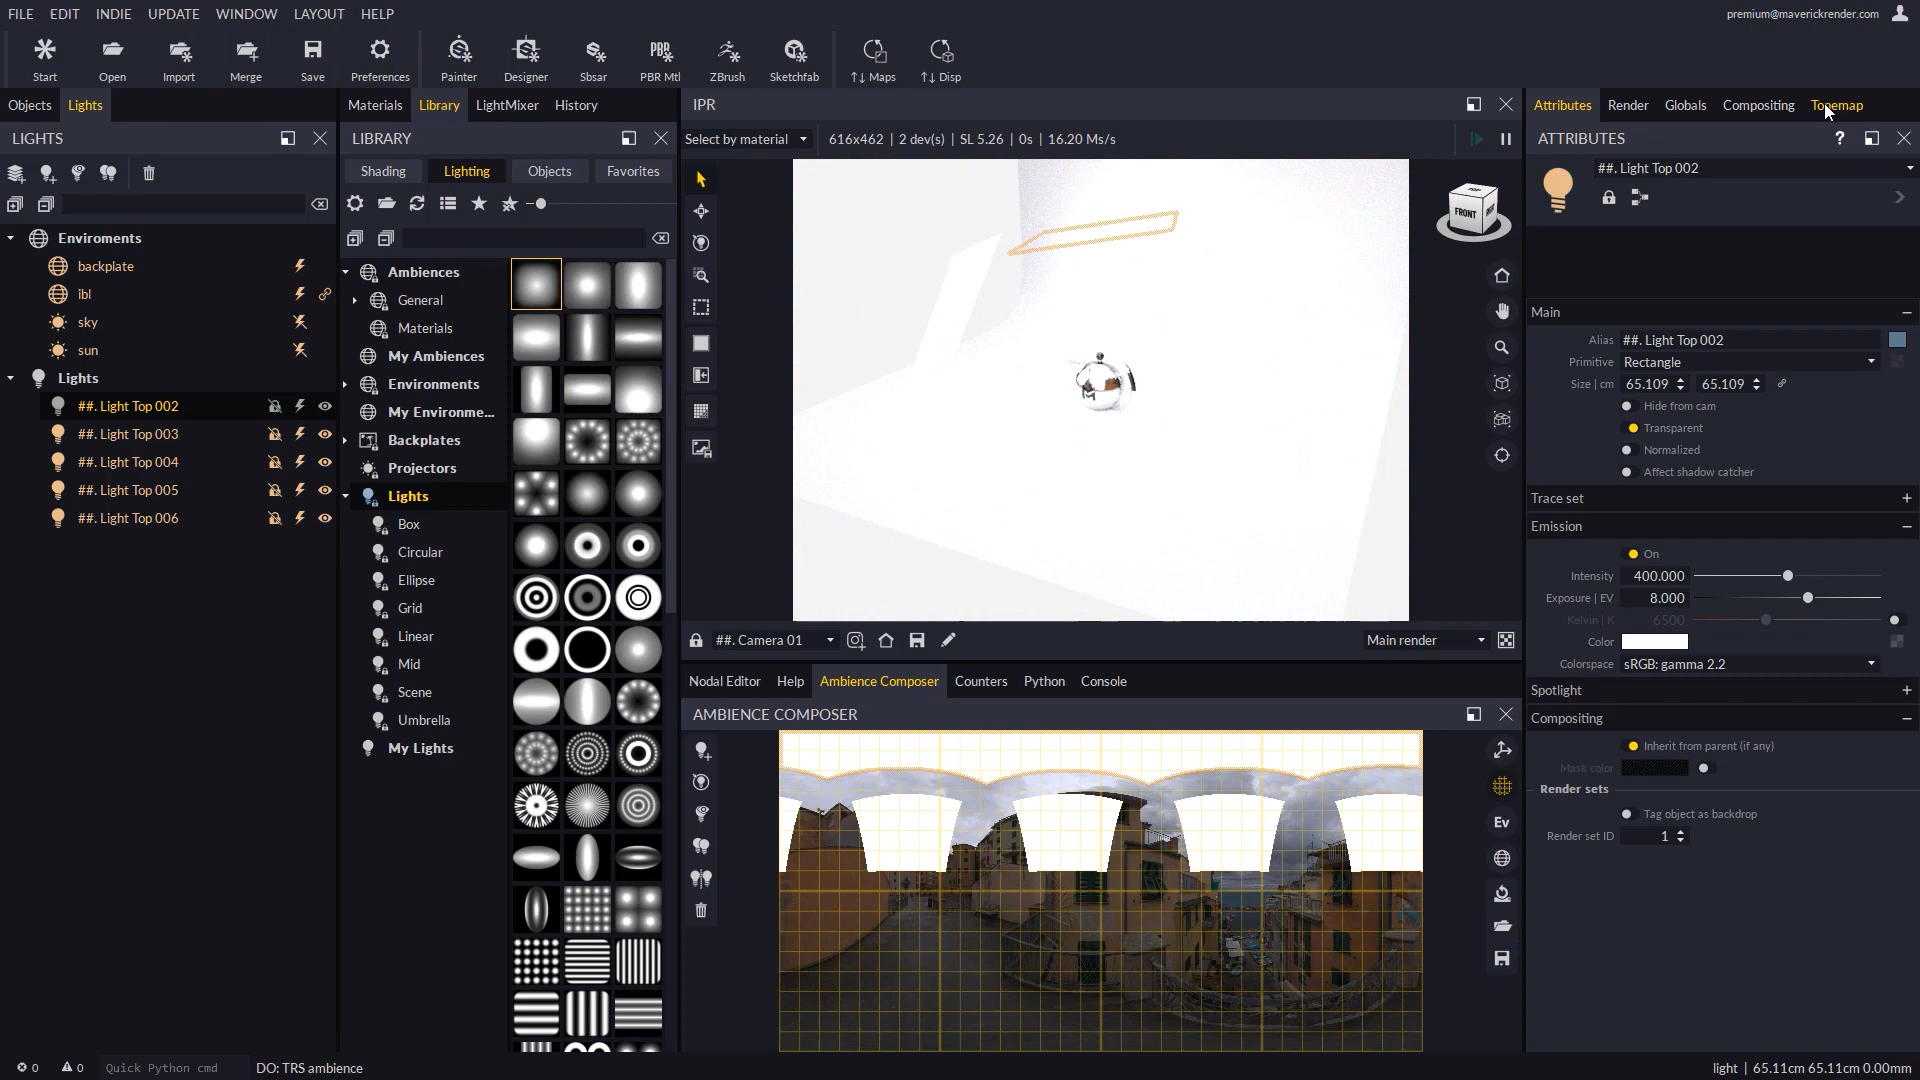 FILE EDIT INDIE UPDATE WINDOW LAYOUT HELP
premium@maverickrender.com
Start Open Import Merge Save Preferences Painter Designer Sbsar PBR Mtl ZBrush Sketchfab ↑↓ Maps ↑↓ Disp
Objects Lights
LIGHTS
Enviroments
backplate
ibl
sky
sun
Lights
##. Light Top 002
##. Light Top 003
##. Light Top 004
##. Light Top 005
##. Light Top 006
Materials Library LightMixer History
LIBRARY
Shading Lighting Objects Favorites
Ambiences
General
Materials
My Ambiences
Environments
My Environme...
Backplates
Projectors
Lights
Box
Circular
Ellipse
Grid
Linear
Mid
Scene
Umbrella
My Lights
IPR
Select by material 616x462 | 2 dev(s) | SL 5.26 | 0s | 16.20 Ms/s
TOP
FRONT
##. Camera 01 Main render
Nodal Editor Help Ambience Composer Counters Python Console
AMBIENCE COMPOSER
Ev
Attributes Render Globals Compositing Tonemap
ATTRIBUTES ?
##. Light Top 002
Main
Alias ##. Light Top 002
Primitive Rectangle
Size | cm 65.109 65.109
Hide from cam
Transparent
Normalized
Affect shadow catcher
Trace set
Emission
On
Intensity 400.000
Exposure | EV 8.000
Kelvin | K 6500
Color
Colorspace sRGB: gamma 2.2
Spotlight
Compositing
Inherit from parent (if any)
Mask color
Render sets
Tag object as backdrop
Render set ID 1
0 0 Quick Python cmd DO: TRS ambience
light | 65.11cm 65.11cm 0.00mm